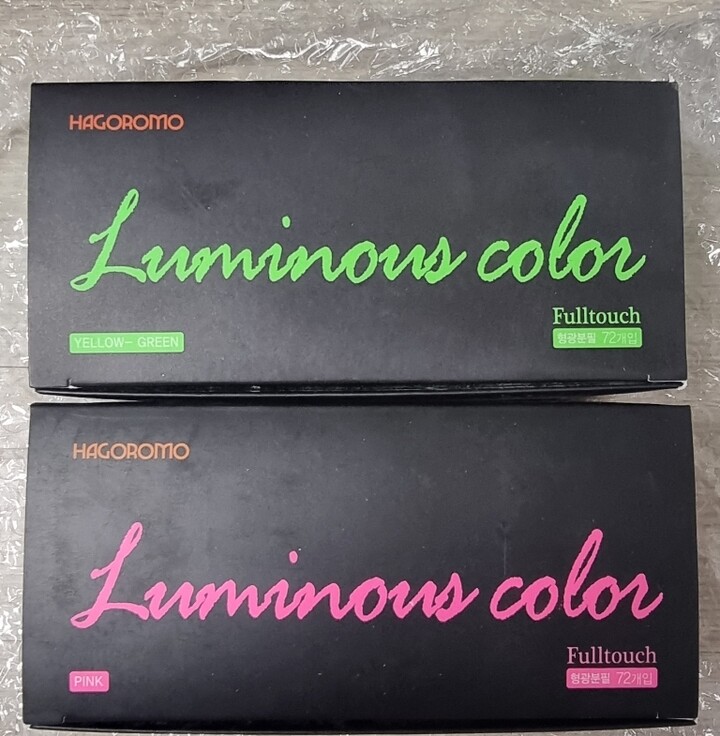 HAGOROMO
Luminous color
Fulltouch
YELLOW- GREEN
형광분필 72개입
HAGOROMO
Luminous color
Fulltouch
PINK
형광분필 72개입